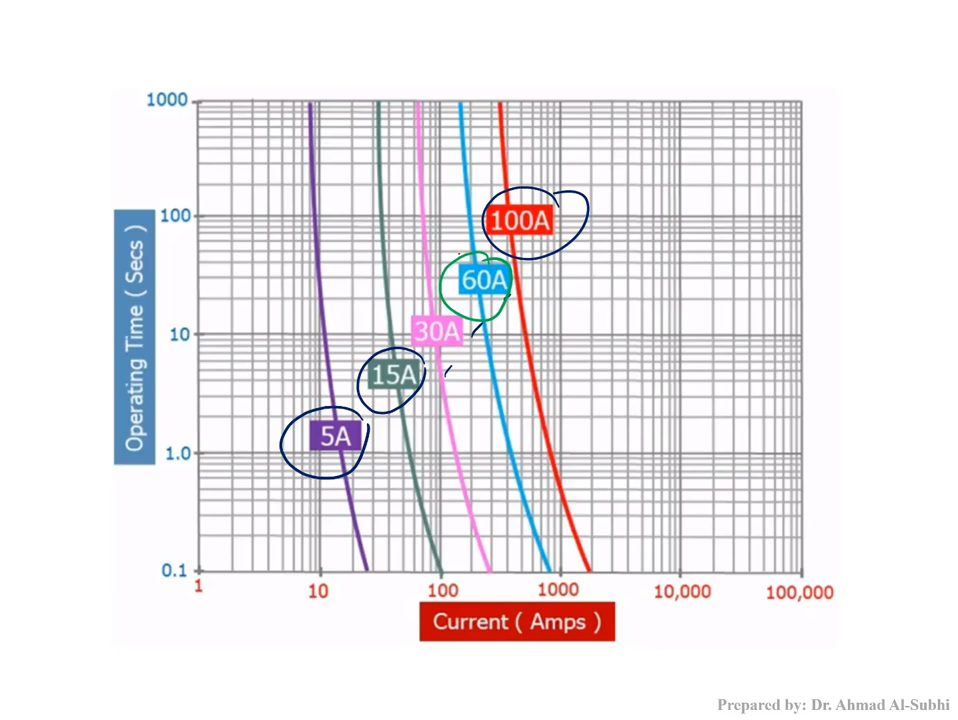 1000
100
10
1.0
0.1
Operating Time ( Secs )
100A
60A
30A
15A
5A
1 10 100 1000 10,000 100,000
Current ( Amps )
Prepared by: Dr. Ahmad Al-Subhi